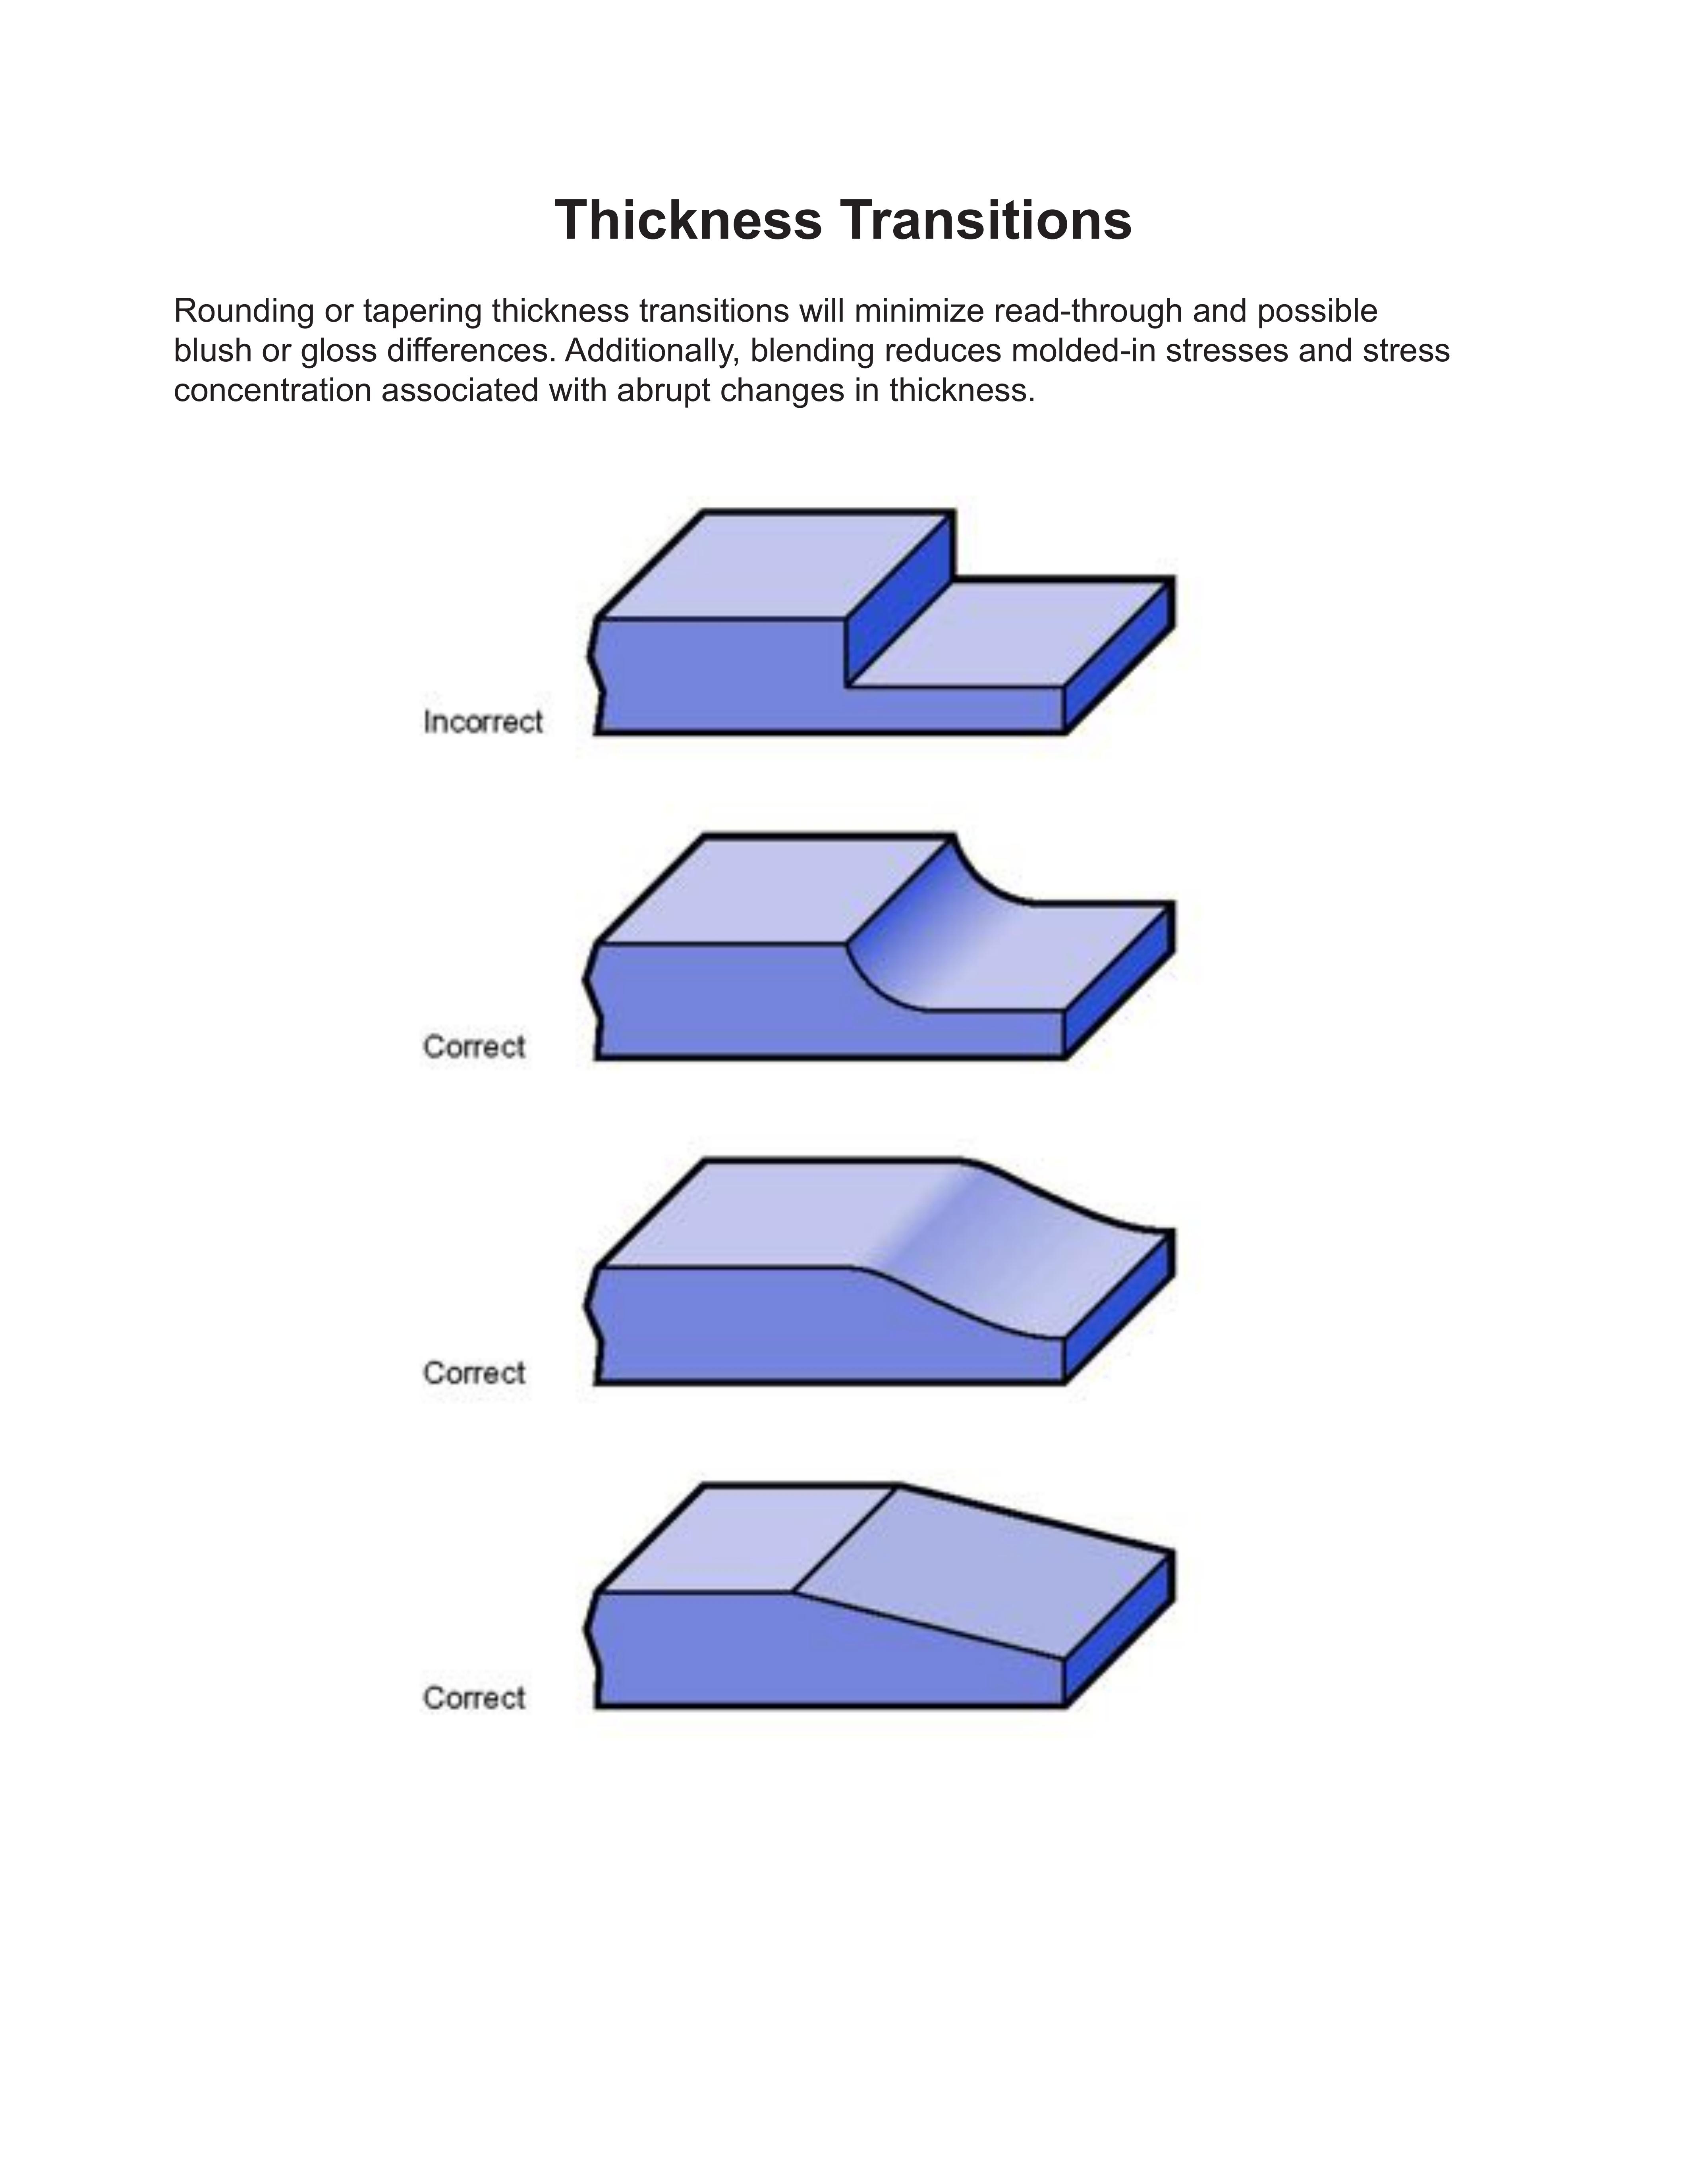 Thickness Transitions
Rounding or tapering thickness transitions will minimize read-through and possible
blush or gloss differences. Additionally, blending reduces molded-in stresses and stress
concentration associated with abrupt changes in thickness.
Incorrect
Correct
Correct
Correct